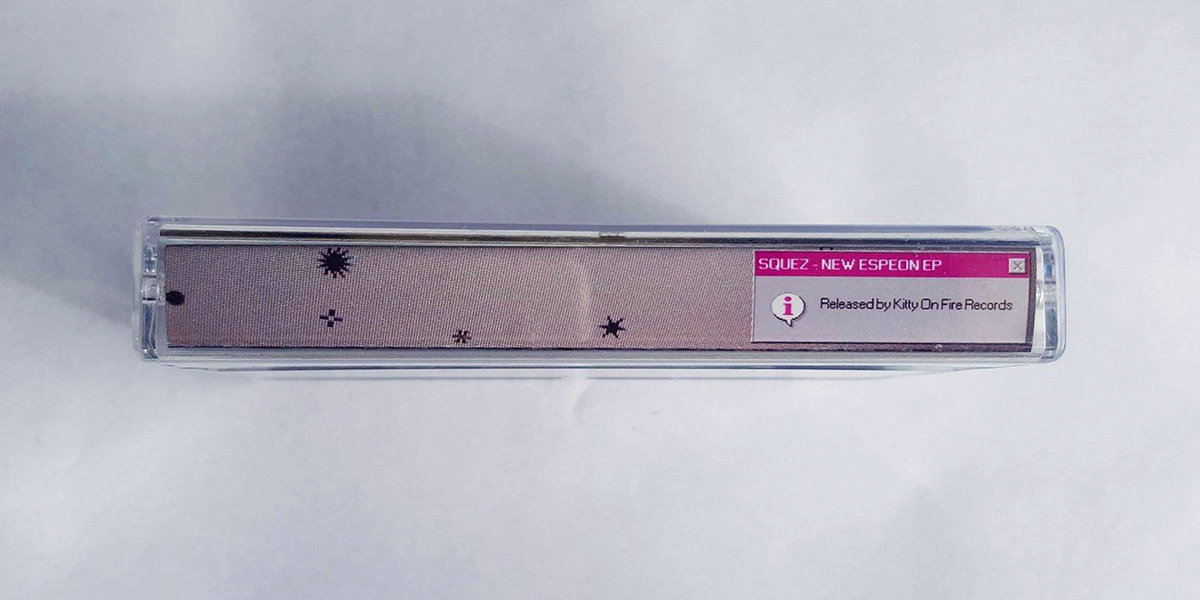 SQUEZ - NEW ESPEON EP
Released by Kitty On Fire Records